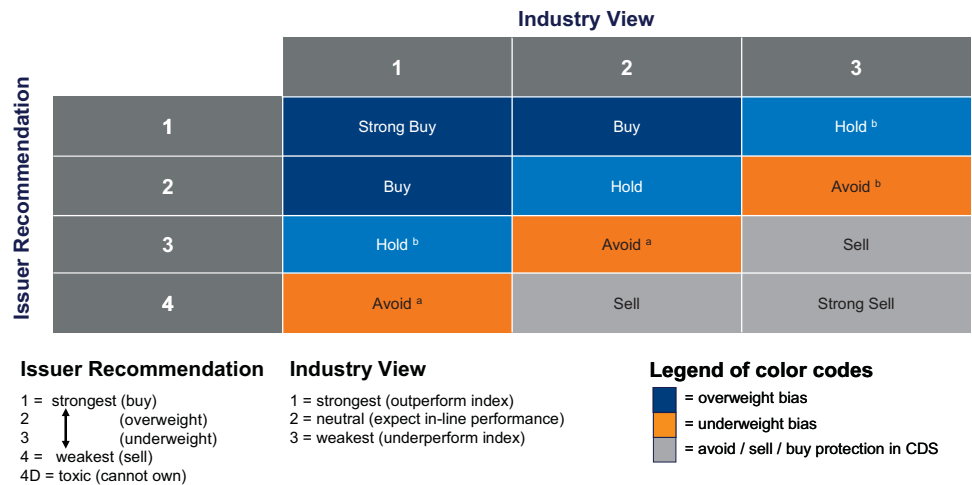 Industry View
Issuer Recommendation
1 2 3
1 Strong Buy Buy Hold b
2 Buy Hold Avoid b
3 Hold b Avoid a Sell
4 Avoid a Sell Strong Sell
Issuer Recommendation
1 = strongest (buy)
2 (overweight)
3 (underweight)
4 = weakest (sell)
4D = toxic (cannot own)
Industry View
1 = strongest (outperform index)
2 = neutral (expect in-line performance)
3 = weakest (underperform index)
Legend of color codes
= overweight bias
= underweight bias
= avoid / sell / buy protection in CDS